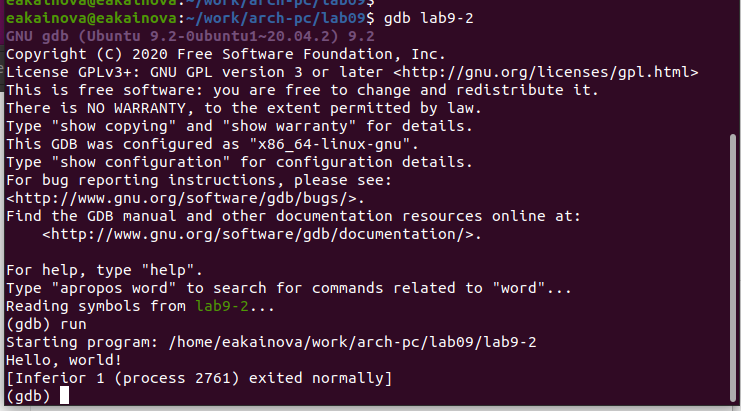 eakainova@eakainova:~/work/arch-pc/lab09$
eakainova@eakainova:~/work/arch-pc/lab09$ gdb lab9-2
GNU gdb (Ubuntu 9.2-0ubuntu1~20.04.2) 9.2
Copyright (C) 2020 Free Software Foundation, Inc.
License GPLv3+: GNU GPL version 3 or later <http://gnu.org/licenses/gpl.html>
This is free software: you are free to change and redistribute it.
There is NO WARRANTY, to the extent permitted by law.
Type "show copying" and "show warranty" for details.
This GDB was configured as "x86_64-linux-gnu".
Type "show configuration" for configuration details.
For bug reporting instructions, please see:
<http://www.gnu.org/software/gdb/bugs/>.
Find the GDB manual and other documentation resources online at:
    <http://www.gnu.org/software/gdb/documentation/>.

For help, type "help".
Type "apropos word" to search for commands related to "word"...
Reading symbols from lab9-2...
(gdb) run
Starting program: /home/eakainova/work/arch-pc/lab09/lab9-2
Hello, world!
[Inferior 1 (process 2761) exited normally]
(gdb)